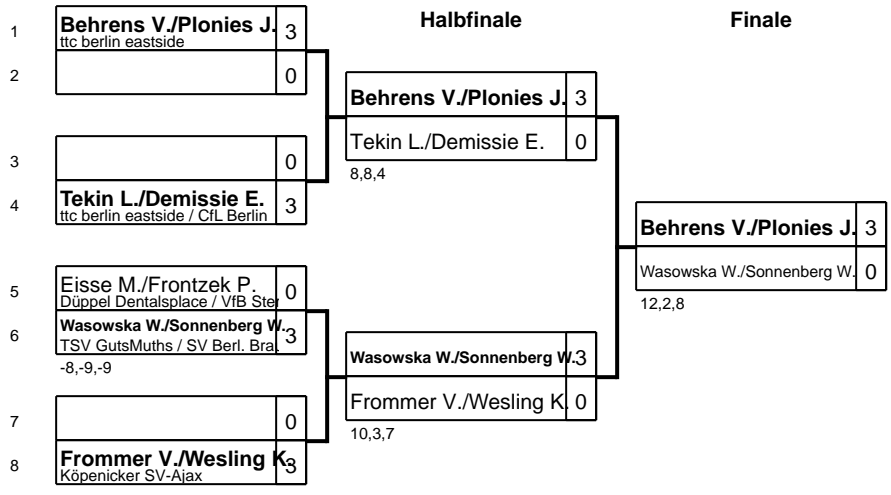 Halbfinale
Finale
1
Behrens V./Plonies J. 3
ttc berlin eastside
2
0
Behrens V./Plonies J. 3
Tekin L./Demissie E. 0
8,8,4
3
0
4
Tekin L./Demissie E. 3
ttc berlin eastside / CfL Berlin
Behrens V./Plonies J. 3
Wasowska W./Sonnenberg W. 0
12,2,8
5
Eisse M./Frontzek P. 0
Düppel Dentalsplace / VfB Ste
6
Wasowska W./Sonnenberg W. 3
TSV GutsMuths / SV Berl. Bra
-8,-9,-9
Wasowska W./Sonnenberg W. 3
Frommer V./Wesling K. 0
10,3,7
7
0
8
Frommer V./Wesling K. 3
Köpenicker SV-Ajax